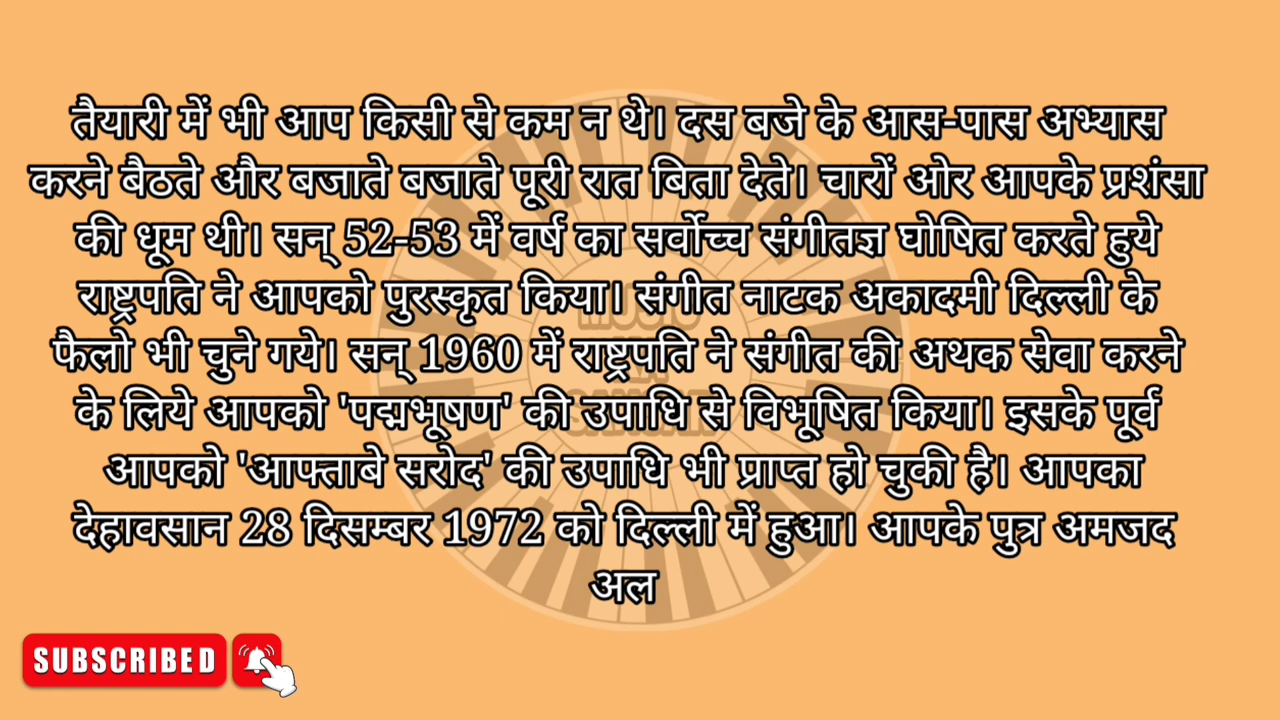 तैयारी में भी आप किसी से कम न थे। दस बजे के आस-पास अभ्यास
करने बैठते और बजाते बजाते पूरी रात बिता देते। चारों ओर आपके प्रशंसा
की धूम थी। सन् 52-53 में वर्ष का सर्वोच्च संगीतज्ञ घोषित करते हुये
राष्ट्रपति ने आपको पुरस्कृत किया। संगीत नाटक अकादमी दिल्ली के
फैलो भी चुने गये। सन् 1960 में राष्ट्रपति ने संगीत की अथक सेवा करने
के लिये आपको 'पद्मभूषण' की उपाधि से विभूषित किया। इसके पूर्व
आपको 'आफ्ताबे सरोद' की उपाधि भी प्राप्त हो चुकी है। आपका
देहावसान 28 दिसम्बर 1972 को दिल्ली में हुआ। आपके पुत्र अमजद
अल
SUBSCRIBED